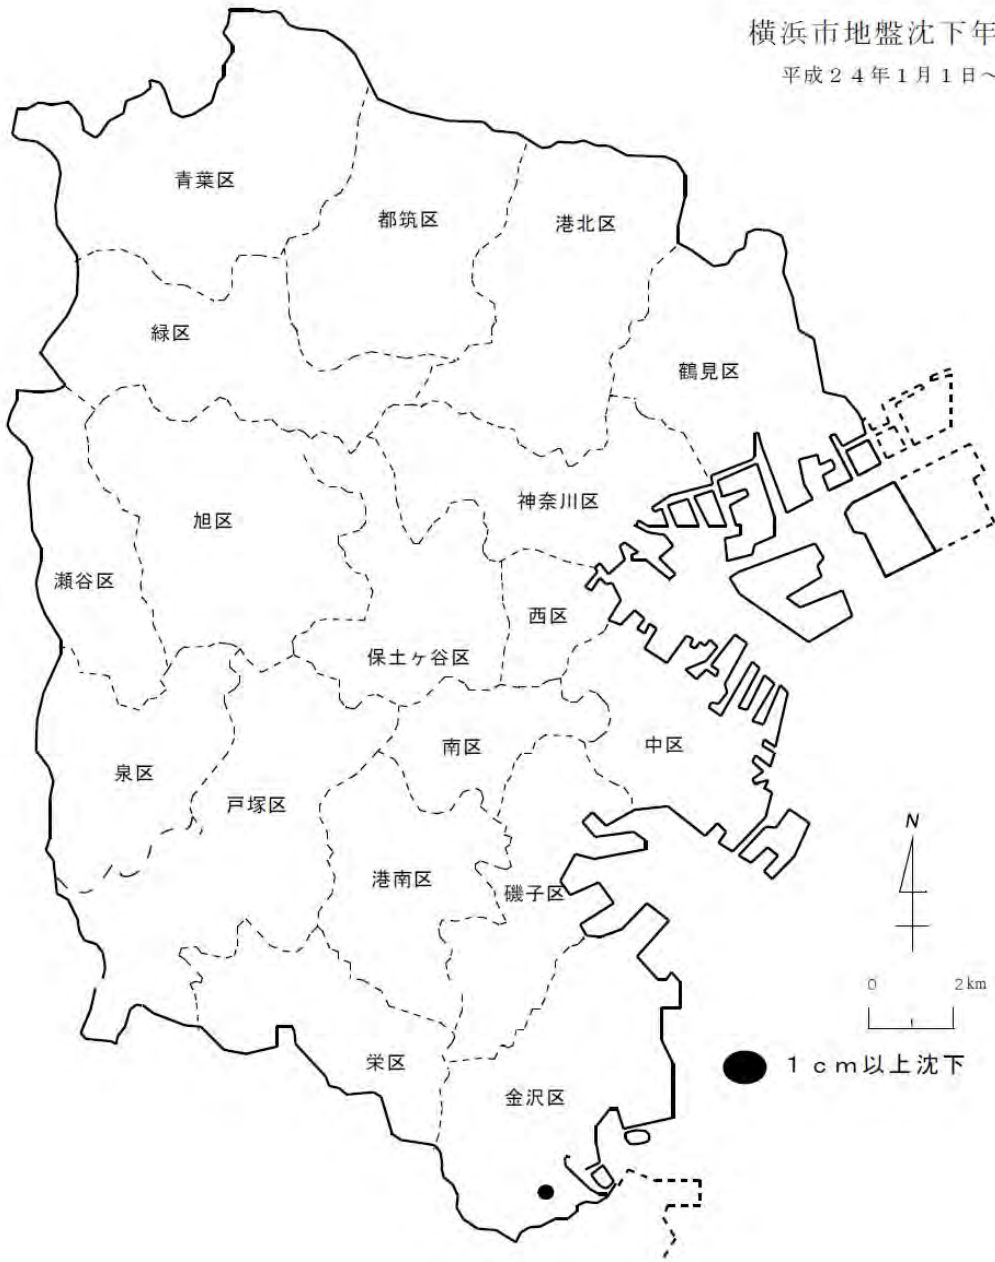 横浜市地盤沈下年
平成２４年１月１日～
青葉区
都筑区
港北区
緑区
鶴見区
神奈川区
旭区
瀬谷区
西区
保土ヶ谷区
南区
中区
泉区
戸塚区
N
港南区
磯子区
0 2km
栄区
1cm以上沈下
金沢区